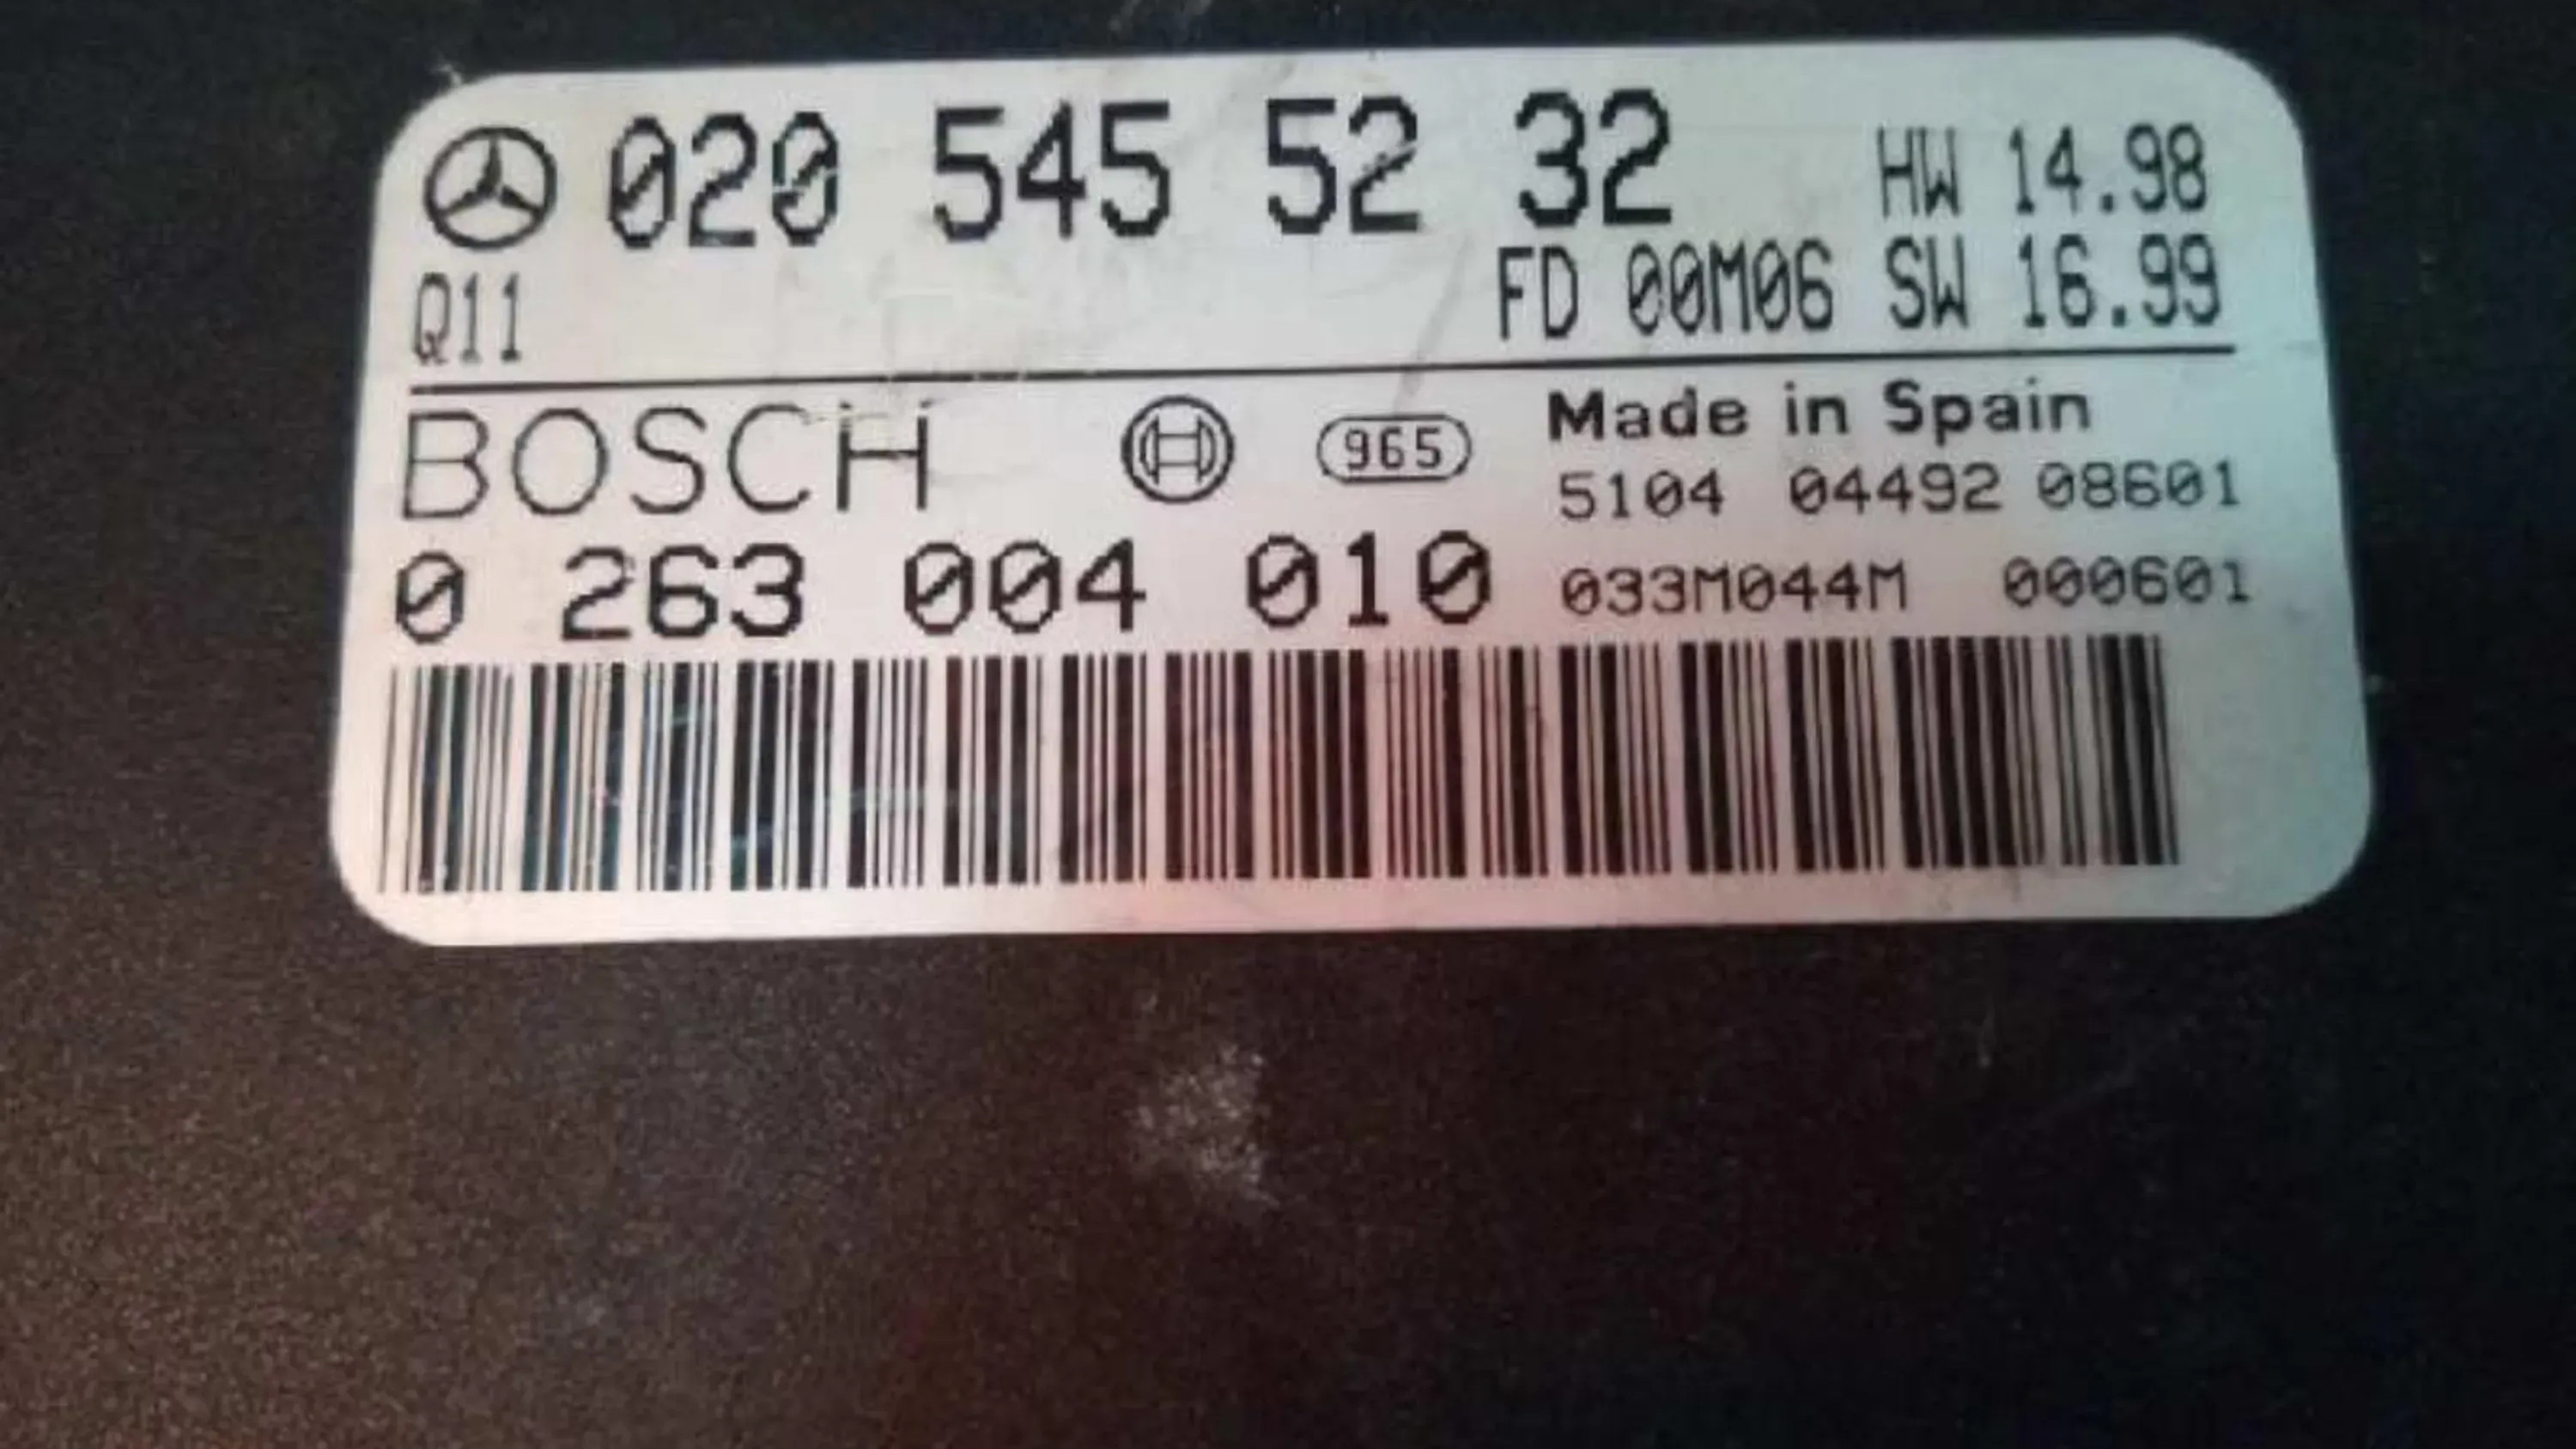 020 545 52 32 HW 14.98
Q11 FD 00M06 SW 16.99
BOSCH 965 Made in Spain
5104 04492 08601
0 263 004 010 033M044M 000601